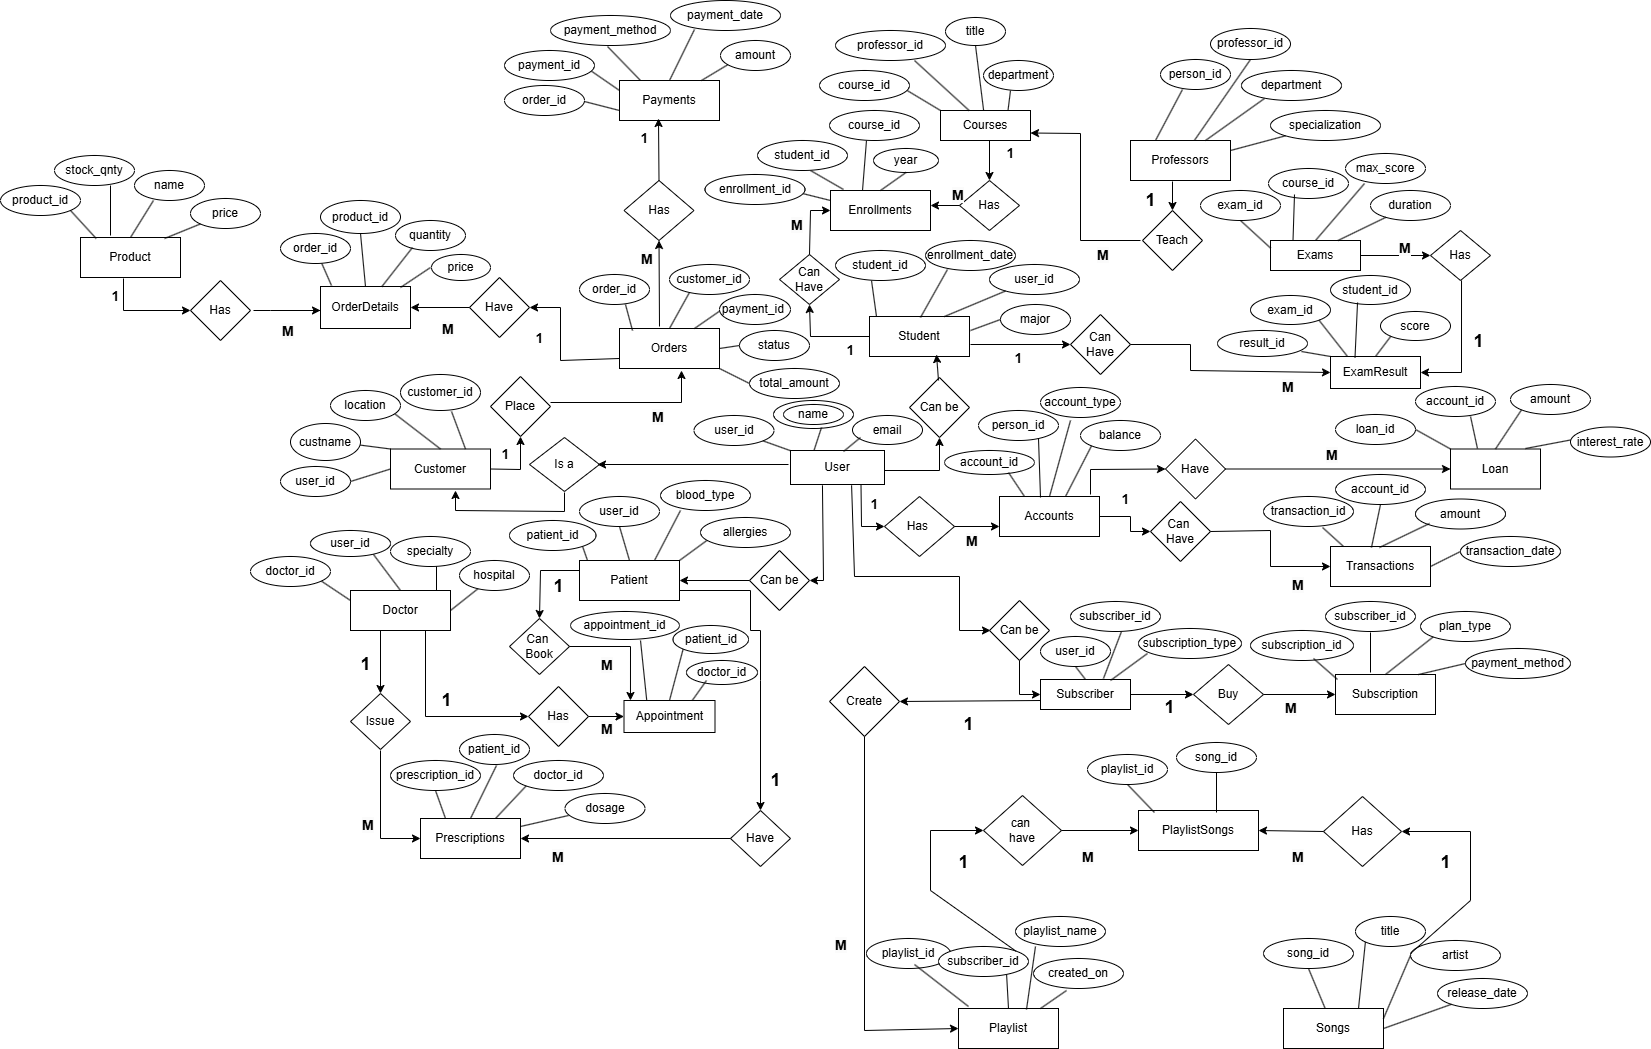 payment_date
payment_method
payment_id
amount
order_id
Payments
1
Has
M
professor_id
title
course_id
department
Courses
1
course_id
student_id
year
enrollment_id
Enrollments
M
Has
M
Can
Have
professor_id
person_id
department
specialization
Professors
1
Teach
M
course_id
max_score
exam_id
duration
Exams
M
Has
1
stock_qnty
product_id
name
price
Product
1
Has
M
product_id
order_id
quantity
price
OrderDetails
M
Have
1
order_id
customer_id
payment_id
status
total_amount
Orders
student_id
enrollment_date
user_id
major
Student
1
1
Can
Have
M
student_id
exam_id
score
result_id
ExamResult
customer_id
location
custname
user_id
Customer
1
Place
M
Is a
name
user_id
email
User
Can be
account_type
person_id
balance
account_id
Accounts
1
Has
M
Have
M
1
Can
Have
M
account_id
amount
loan_id
interest_rate
Loan
account_id
transaction_id
amount
transaction_date
Transactions
user_id
doctor_id
specialty
hospital
Doctor
1
Issue
M
1
Has
M
blood_type
user_id
patient_id
allergies
Patient
Can be
1
Can
Book
M
appointment_id
patient_id
doctor_id
Appointment
patient_id
prescription_id
doctor_id
dosage
Prescriptions
M
Have
1
Can be
subscriber_id
user_id
subscription_type
Subscriber
1
Buy
M
subscriber_id
subscription_id
plan_type
payment_method
Subscription
Create
1
M
playlist_id
song_id
PlaylistSongs
can
have
1
M
Has
M
1
playlist_name
playlist_id
subscriber_id
created_on
Playlist
title
song_id
artist
release_date
Songs